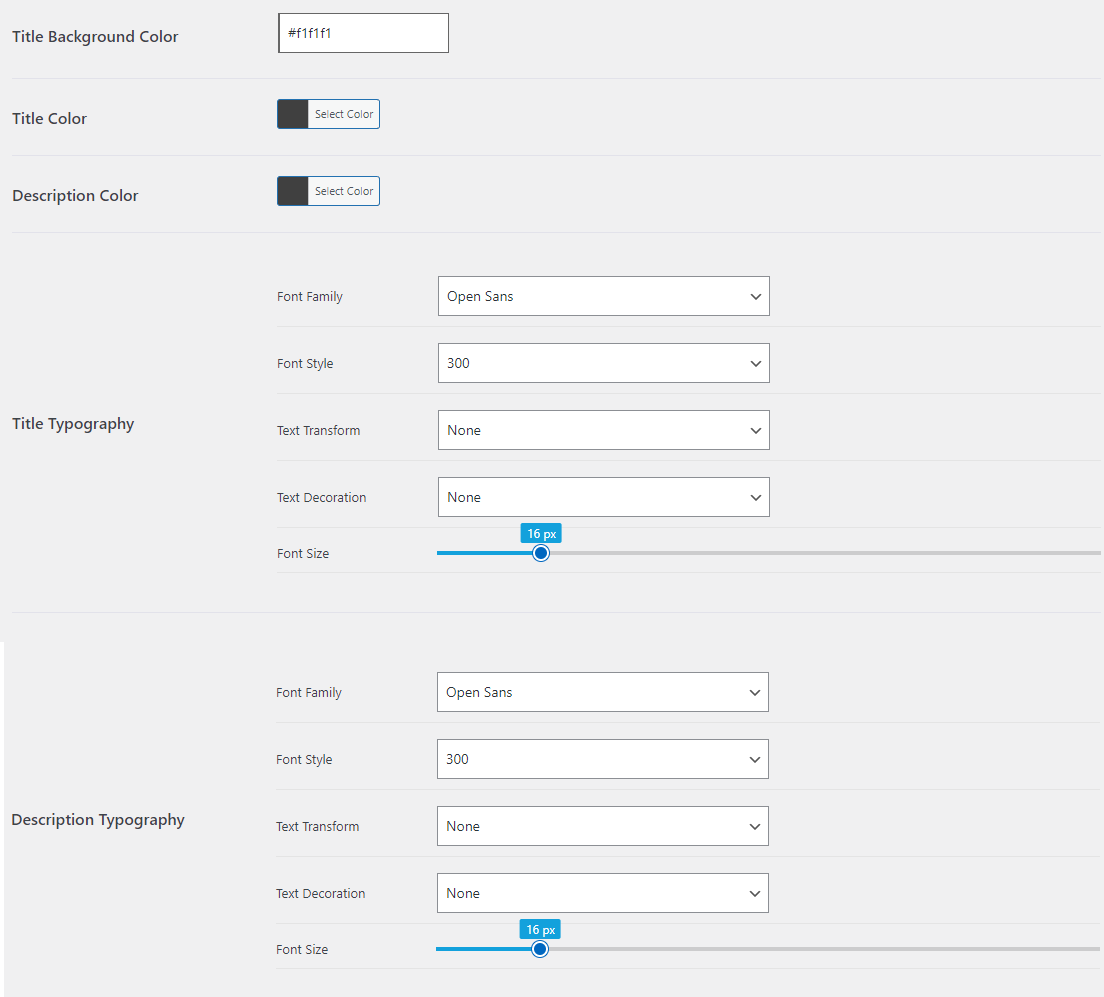 Title Background Color
#f1f1f1
Title Color
Select Color
Description Color
Select Color
Title Typography
Font Family
Open Sans
Font Style
300
Text Transform
None
Text Decoration
None
Font Size
16 px
Description Typography
Font Family
Open Sans
Font Style
300
Text Transform
None
Text Decoration
None
Font Size
16 px